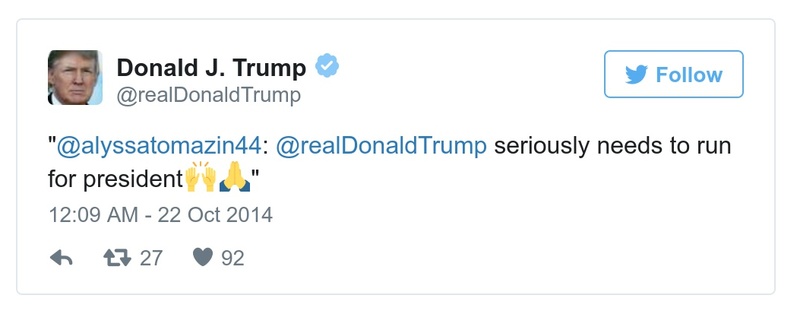 Donald J. Trump
@realDonaldTrump
Follow
"@alyssatomazin44: @realDonaldTrump seriously needs to run
for president🙌🙏"
12:09 AM - 22 Oct 2014
27 92